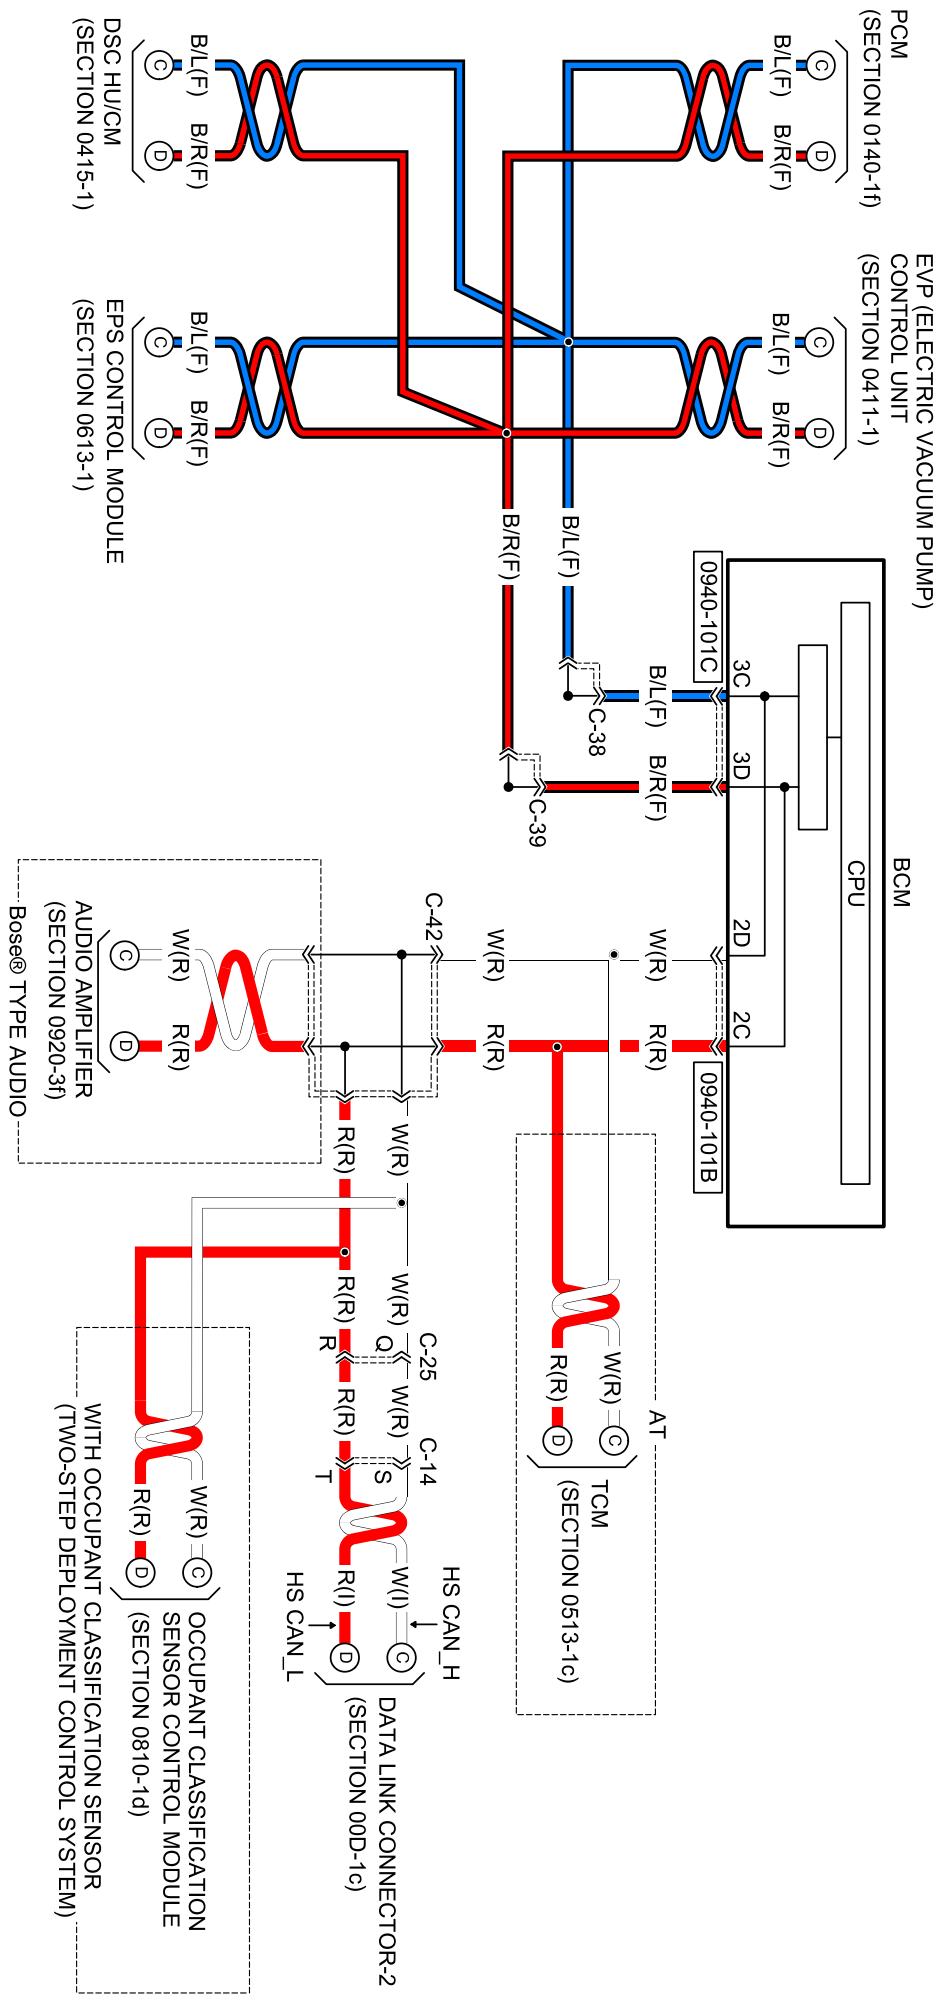 PCM
(SECTION 0140-1f)
C
D
B/L(F)
B/R(F)
EVP (ELECTRIC VACUUM PUMP)
CONTROL UNIT
(SECTION 0411-1)
C
D
B/L(F)
B/R(F)
DSC HU/CM
(SECTION 0415-1)
C
D
B/L(F)
B/R(F)
EPS CONTROL MODULE
(SECTION 0613-1)
C
D
B/L(F)
B/R(F)
B/L(F)
B/R(F)
BCM
CPU
0940-101C
3C
3D
2D
2C
0940-101B
B/L(F)
B/R(F)
C-38
C-39
W(R)
R(R)
W(R)
R(R)
C-42
W(R)
R(R)
C
D
AUDIO AMPLIFIER
(SECTION 0920-3f)
Bose® TYPE AUDIO
AT
W(R)
R(R)
C
D
TCM
(SECTION 0513-1c)
W(R)
R(R)
W(R)
R(R)
C-25
Q
R
W(R)
R(R)
C-14
S
T
W(I)
R(I)
HS CAN_H
HS CAN_L
C
D
DATA LINK CONNECTOR-2
(SECTION 00D-1c)
W(R)
R(R)
C
D
OCCUPANT CLASSIFICATION
SENSOR CONTROL MODULE
(SECTION 0810-1d)
WITH OCCUPANT CLASSIFICATION SENSOR
(TWO-STEP DEPLOYMENT CONTROL SYSTEM)